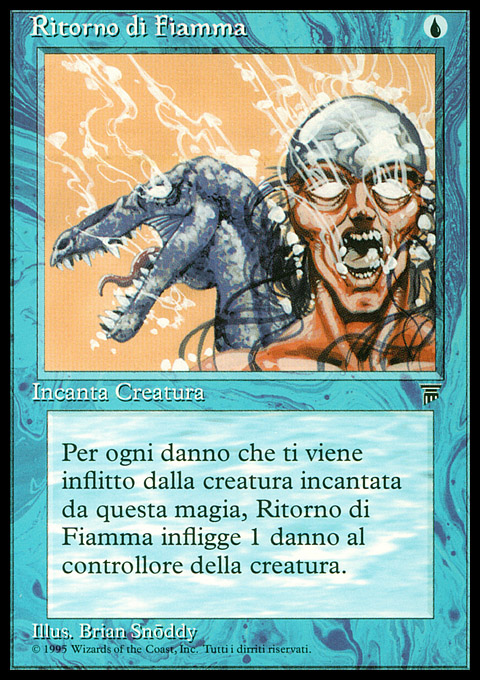 Ritorno di Fiamma
Incanta Creatura
Per ogni danno che ti viene
inflitto dalla creatura incantata
da questa magia, Ritorno di
Fiamma infligge 1 danno al
controllore della creatura.
Illus. Brian Snōddy
© 1995 Wizards of the Coast, Inc. Tutti i dirriti riservati.